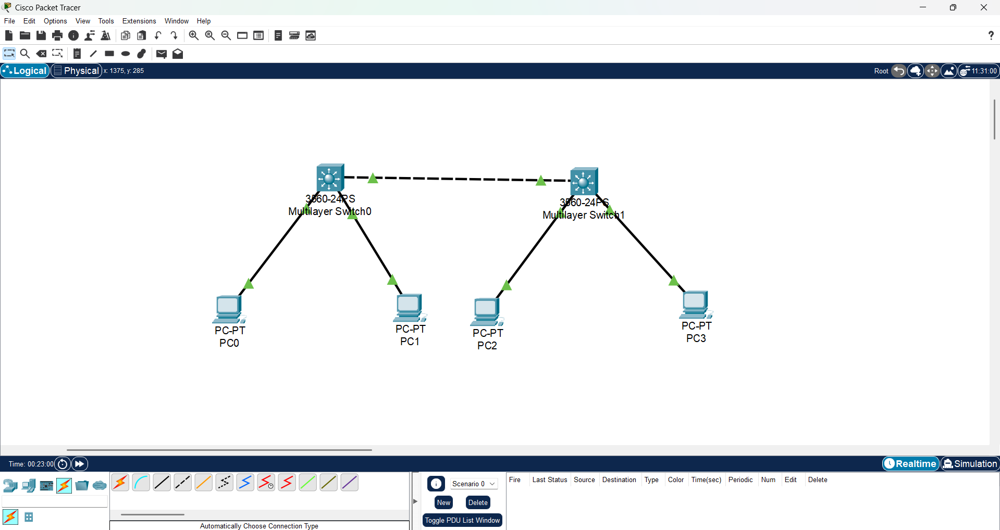 Cisco Packet Tracer
File Edit Options View Tools Extensions Window Help
Logical Physical x: 1375, y: 285 Root 11:31:00
3560-24PS
Multilayer Switch0
3560-24PS
Multilayer Switch1
PC-PT
PC0
PC-PT
PC1
PC-PT
PC2
PC-PT
PC3
Time: 00:23:00 Realtime Simulation
Scenario 0
New Delete
Toggle PDU List Window
Fire Last Status Source Destination Type Color Time(sec) Periodic Num Edit Delete
Automatically Choose Connection Type